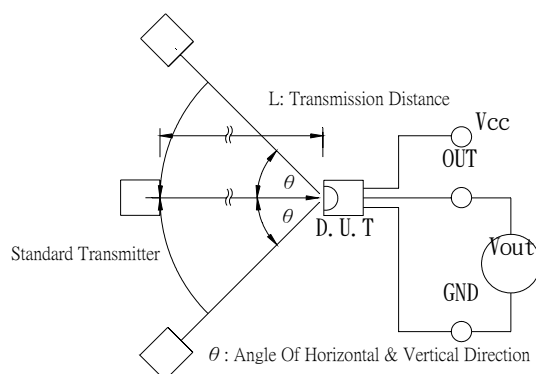 L: Transmission Distance
Vcc
OUT
θ
θ
D.U.T
Standard Transmitter
Vout
GND
θ : Angle Of Horizontal & Vertical Direction